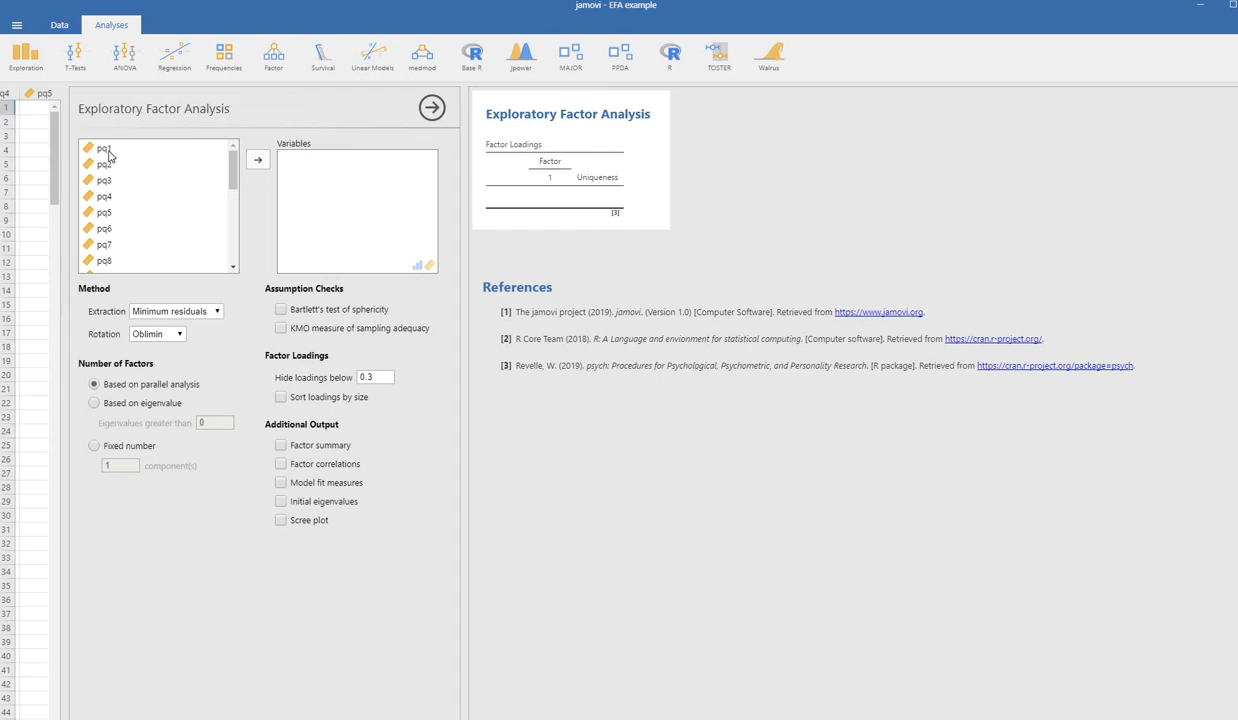 jamovi - EFA example
Data
Analyses
Exploration
T-Tests
ANOVA
Regression
Frequencies
Factor
Survival
Linear Models
medmod
Base R
jpower
MAJOR
PPDA
R
TOSTER
Walrus
q4
pq5
1
2
3
4
5
6
7
8
9
10
11
12
13
14
15
16
17
18
19
20
21
22
23
24
25
26
27
28
29
30
31
32
33
34
35
36
37
38
39
40
41
42
43
44
Exploratory Factor Analysis
pq1
pq2
pq3
pq4
pq5
pq6
pq7
pq8
Variables
Method
Extraction Minimum residuals
Rotation Oblimin
Number of Factors
Based on parallel analysis
Based on eigenvalue
Eigenvalues greater than 0
Fixed number
1 component(s)
Assumption Checks
Bartlett's test of sphericity
KMO measure of sampling adequacy
Factor Loadings
Hide loadings below 0.3
Sort loadings by size
Additional Output
Factor summary
Factor correlations
Model fit measures
Initial eigenvalues
Scree plot
Exploratory Factor Analysis
Factor Loadings
Factor
1 Uniqueness
[3]
References
[1] The jamovi project (2019). jamovi. (Version 1.0) [Computer Software]. Retrieved from https://www.jamovi.org.
[2] R Core Team (2018). R: A Language and envionment for statistical computing. [Computer software]. Retrieved from https://cran.r-project.org/.
[3] Revelle, W. (2019). psych: Procedures for Psychological, Psychometric, and Personality Research. [R package]. Retrieved from https://cran.r-project.org/package=psych.